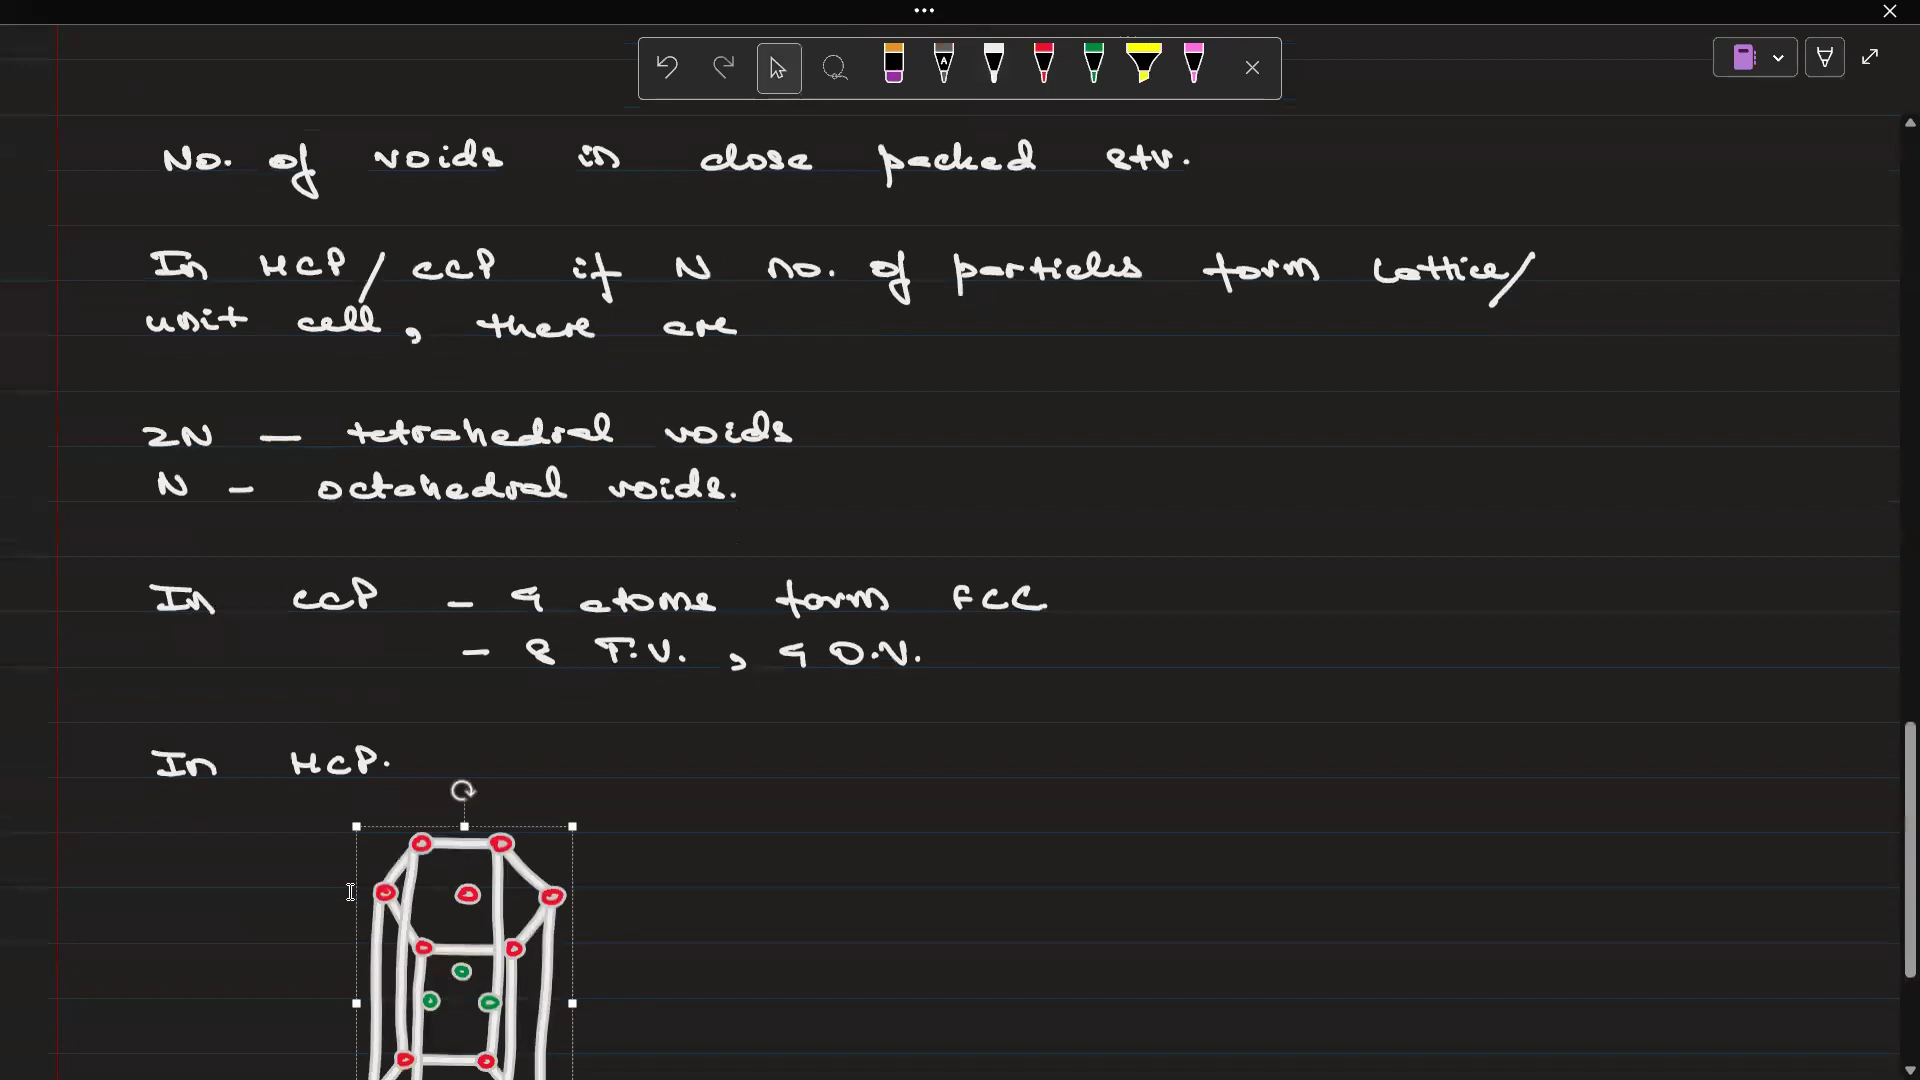 No. of voids in close packed str.
In HCP/ CCP if N no. of particles form Lattice/
unit cell, there are
2N — tetrahedral voids
N - octahedral voids.
In CCP - 4 atoms form FCC
- 8 T.V. , 4 O.V.
In HCP.